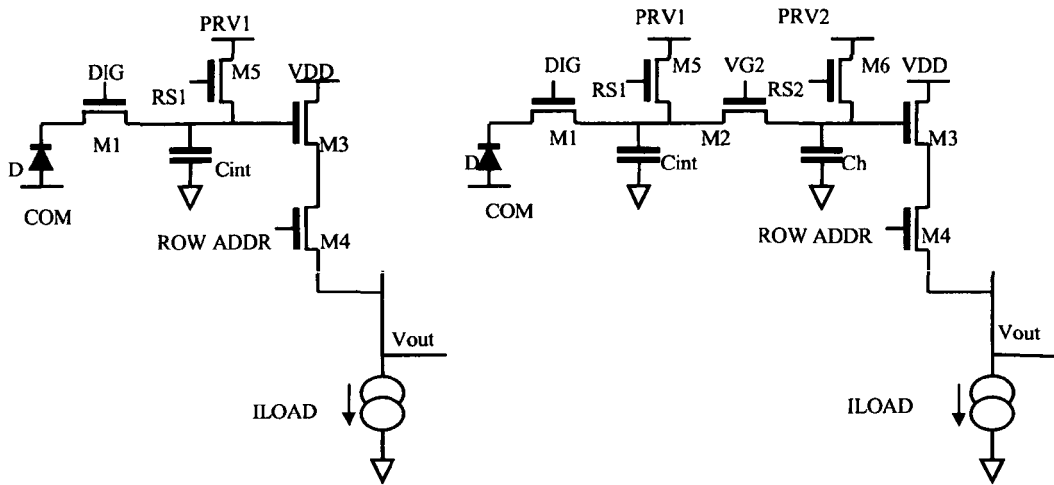 PRV1
DIG
M5
VDD
RS1
M1
M3
D
Cint
COM
ROW ADDR
M4
Vout
ILOAD
PRV1
PRV2
DIG
M5
VG2
M6
VDD
RS1
RS2
M1
M2
M3
D
Cint
Ch
COM
ROW ADDR
M4
Vout
ILOAD